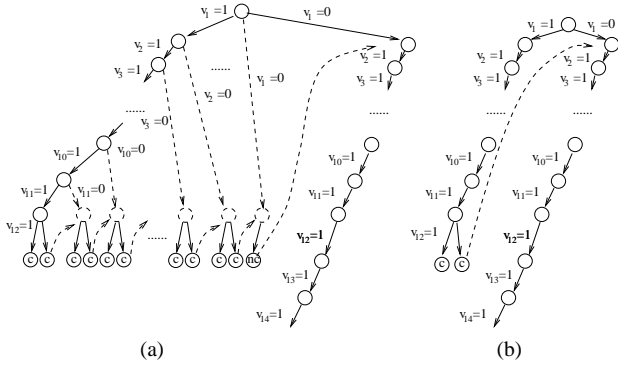 v1=1 v1=0 v1=1 v1=0
v2=1 v2=1 v2=1 v2=1
v3=1 v3=1 v3=1 v3=1
...... v2=0 v1=0
...... v3=0 ...... ......
v10=1 v10=0 v10=1 v10=1 v10=1
v11=1 v11=0 v11=1 v11=1 v11=1
v12=1 v12=1 v12=1 v12=1
......
c c c c c c c c c c nc c c
v13=1 v13=1
v14=1 v14=1
(a) (b)